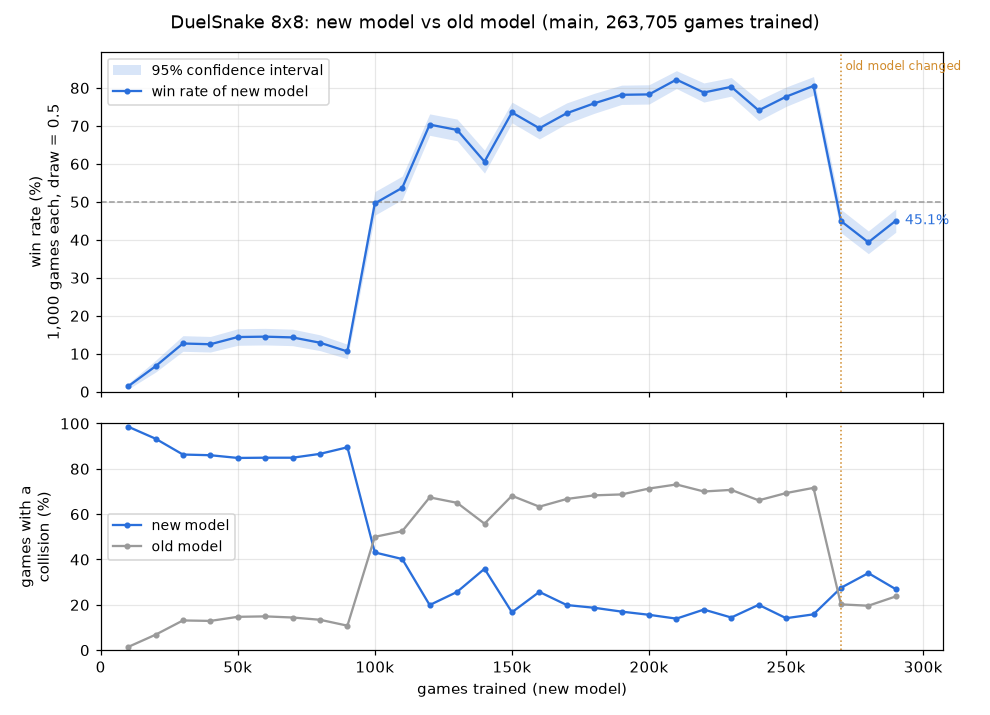 DuelSnake 8x8: new model vs old model (main, 263,705 games trained)
95% confidence interval
win rate of new model
old model changed
win rate (%)
1,000 games each, draw = 0.5
80
70
60
50
40
30
20
10
0
45.1%
games with a
collision (%)
100
80
60
40
20
0
new model
old model
0
50k
100k
150k
200k
250k
300k
games trained (new model)